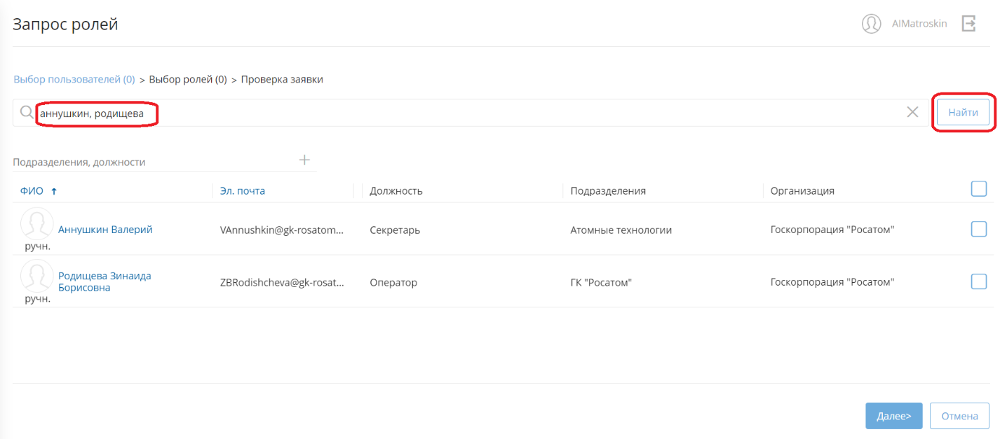 Запрос ролей
AIMatroskin
Выбор пользователей (0) > Выбор ролей (0) > Проверка заявки
аннушкин, родищева
Найти
Подразделения, должности
ФИО ↑ Эл. почта Должность Подразделения Организация
Аннушкин Валерий VAnnushkin@gk-rosatom... Секретарь Атомные технологии Госкорпорация "Росатом"
ручн.
Родищева Зинаида
Борисовна ZBRodishcheva@gk-rosat... Оператор ГК "Росатом" Госкорпорация "Росатом"
ручн.
Далее> Отмена